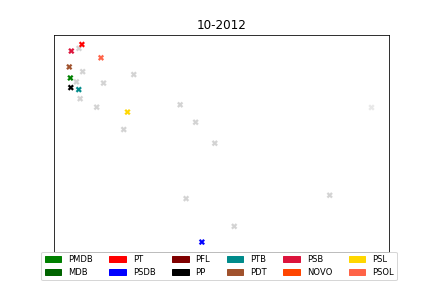 10-2012
PMDB PT PFL PTB PSB PSL
MDB PSDB PP PDT NOVO PSOL